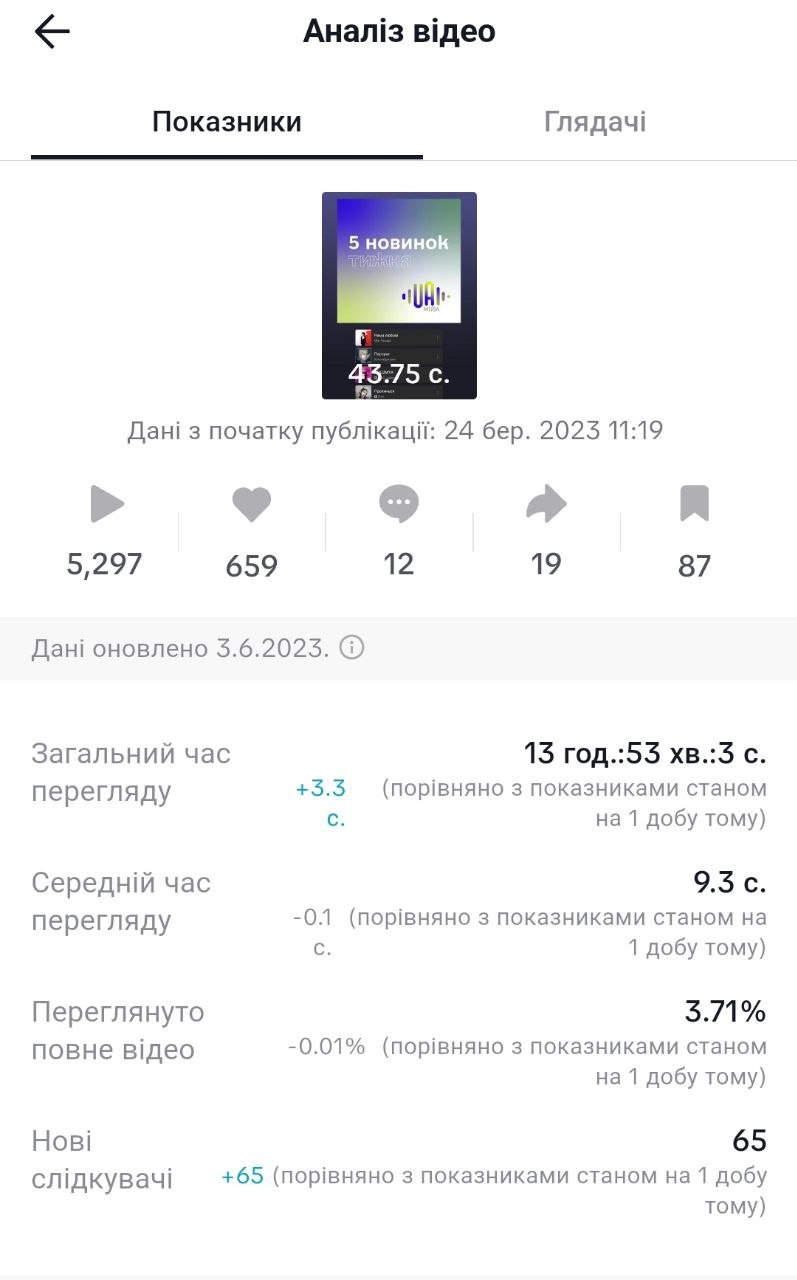 Аналіз відео
Показники
Глядачі
5 новинок
тижня
UA
MUSA
43.75 с.
Дані з початку публікації: 24 бер. 2023 11:19
5,297
659
12
19
87
Дані оновлено 3.6.2023.
Загальний час
перегляду
13 год.:53 хв.:3 с.
+3.3
с.
(порівняно з показниками станом
на 1 добу тому)
Середній час
перегляду
9.3 с.
-0.1
с.
(порівняно з показниками станом на
1 добу тому)
Переглянуто
повне відео
3.71%
-0.01% (порівняно з показниками станом
на 1 добу тому)
Нові
слідкувачі
65
+65 (порівняно з показниками станом на 1 добу
тому)